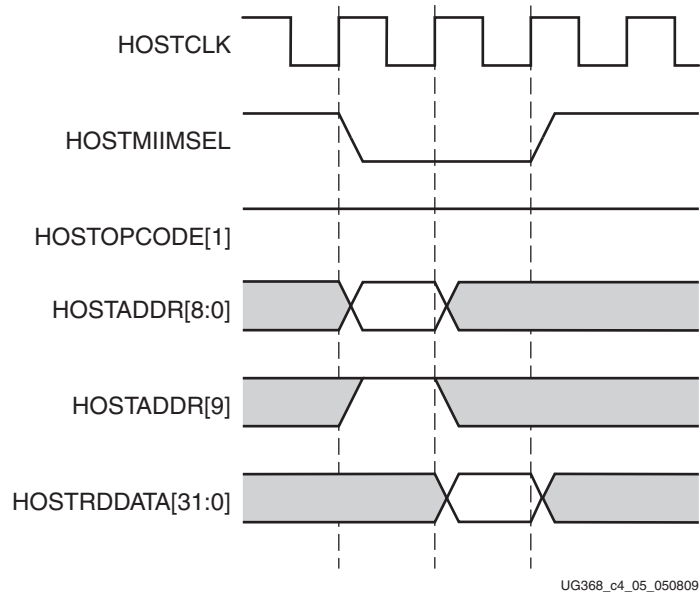 HOSTCLK
HOSTMIIMSEL
HOSTOPCODE[1]
HOSTADDR[8:0]
HOSTADDR[9]
HOSTRDDATA[31:0]
UG368_c4_05_050809